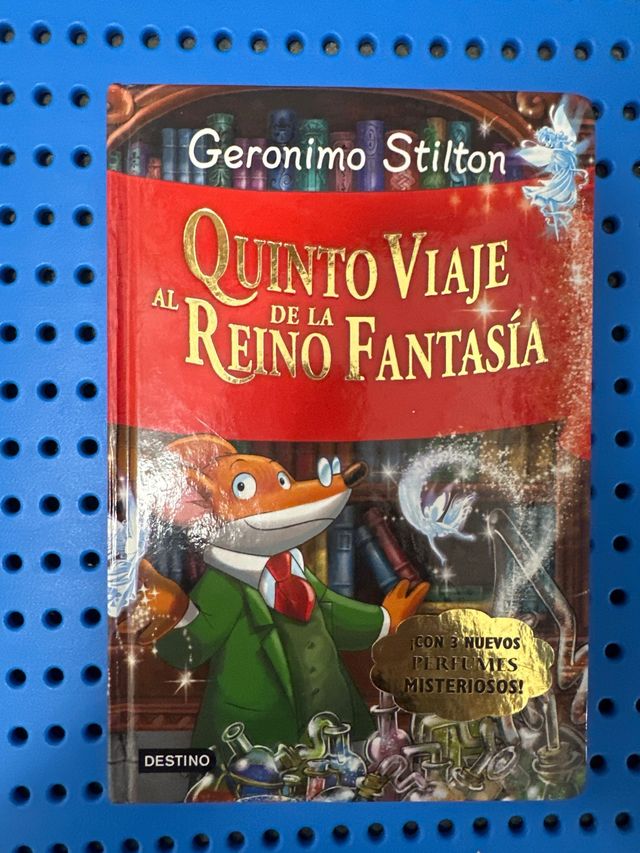 Geronimo Stilton
QUINTO VIAJE
AL REINO DE LA FANTASÍA
¡CON 3 NUEVOS
PERFUMES
MISTERIOSOS!
DESTINO